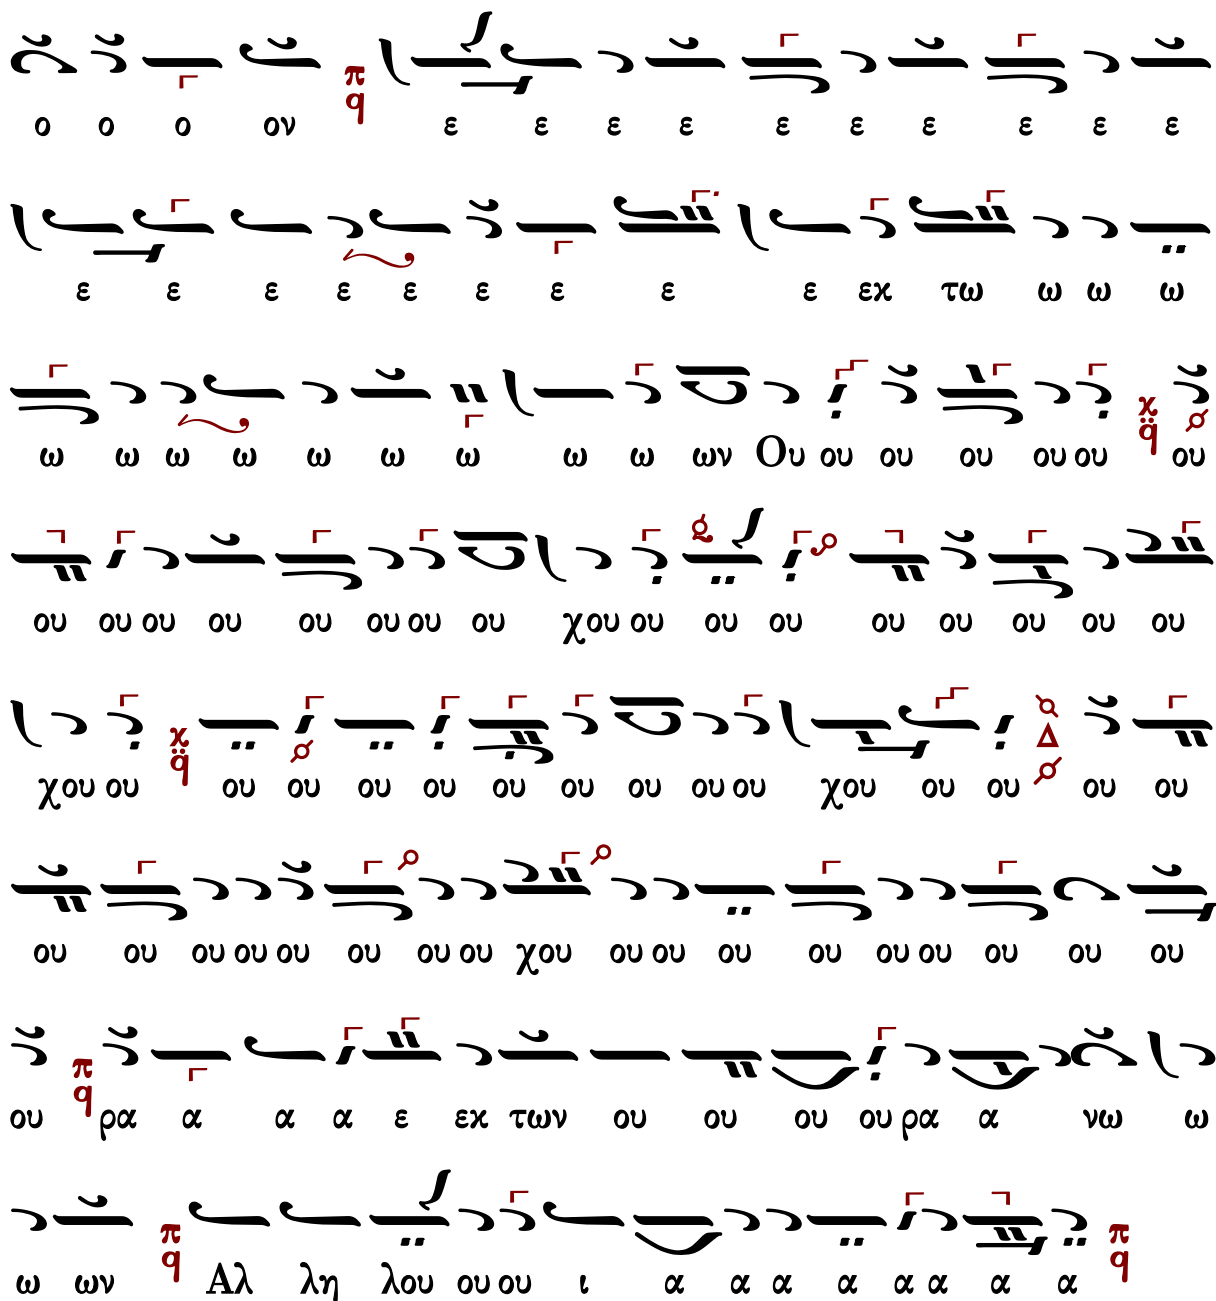 ο ο ο ον π q ε ε ε ε ε ε ε ε ε ε
ε ε ε ε ε ε ε ε ε εκ τω ω ω ω
ω ω ω ω ω ω ω ω ω ων Ου ου ου ου ου ου κ q ου
ου ου ου ου ου ου ου ου χου ου ου ου ου ου ου ου ου
χου ου κ q ου ου ου ου ου ου ου ου ου χου ου ου Δ ου ου
ου ου ου ου ου ου ου ου χου ου ου ου ου ου ου ου ου ου
ου π q ρα α α α ε εκ των ου ου ου ου ρα α νω ω
ω ων π q Αλ λη λου ου ου ι α α α α α α α α π q